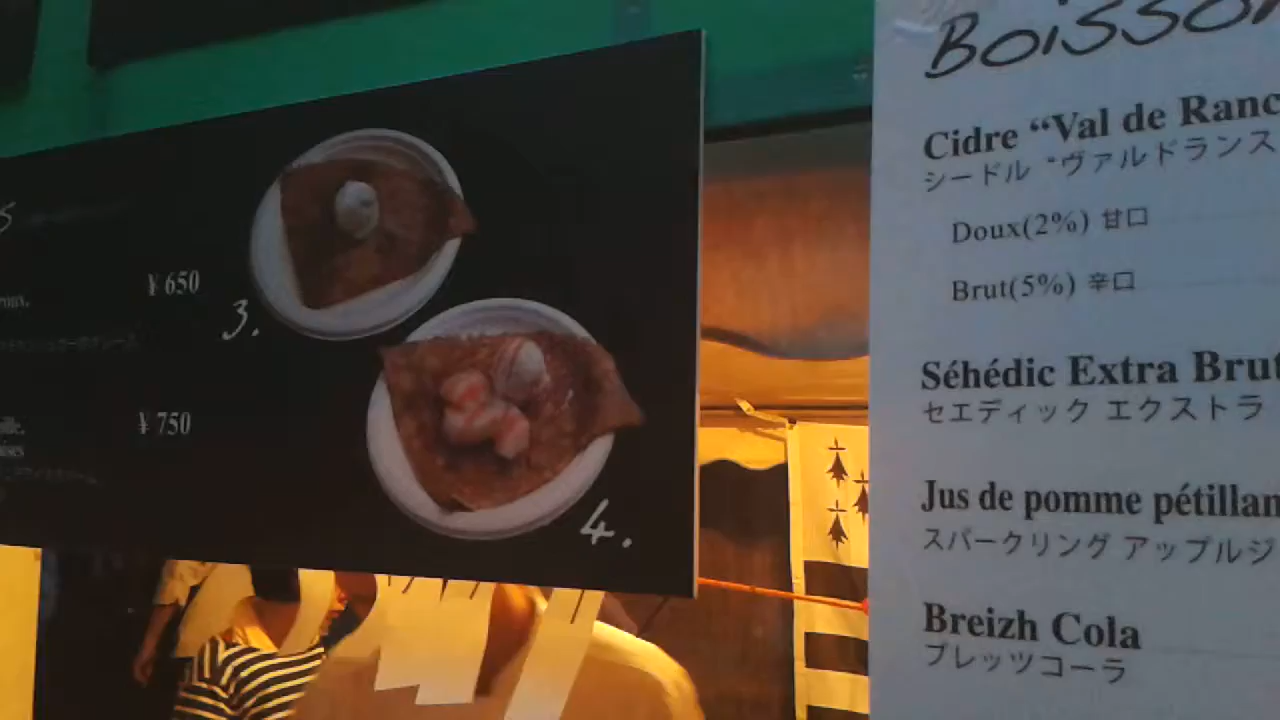 ¥ 650
3.
¥ 750
4.
Boisson
Cidre “Val de Ranc
シードル “ヴァルドランス
Doux(2%) 甘口
Brut(5%) 辛口
Séhédic Extra Brut
セエディック エクストラ
Jus de pomme pétillan
スパークリング アップルジ
Breizh Cola
ブレッツコーラ